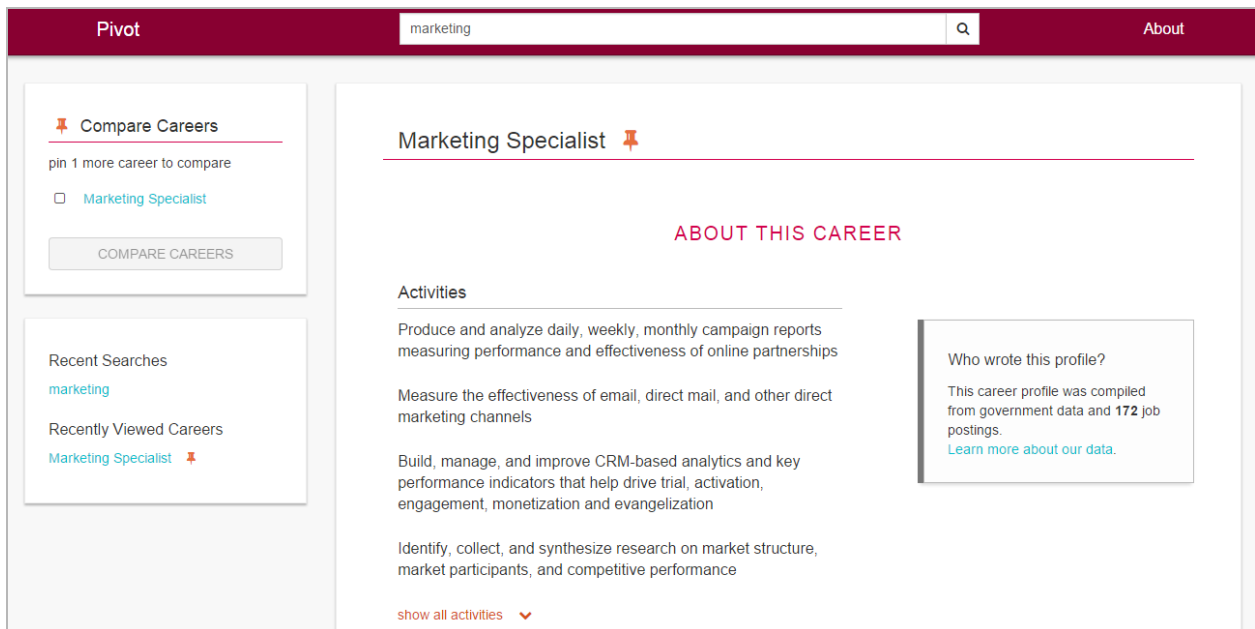 Pivot
marketing
About
Compare Careers
pin 1 more career to compare
Marketing Specialist
COMPARE CAREERS
Recent Searches
marketing
Recently Viewed Careers
Marketing Specialist
Marketing Specialist
ABOUT THIS CAREER
Activities
Produce and analyze daily, weekly, monthly campaign reports
measuring performance and effectiveness of online partnerships
Measure the effectiveness of email, direct mail, and other direct
marketing channels
Build, manage, and improve CRM-based analytics and key
performance indicators that help drive trial, activation,
engagement, monetization and evangelization
Identify, collect, and synthesize research on market structure,
market participants, and competitive performance
show all activities
Who wrote this profile?
This career profile was compiled
from government data and 172 job
postings.
Learn more about our data.